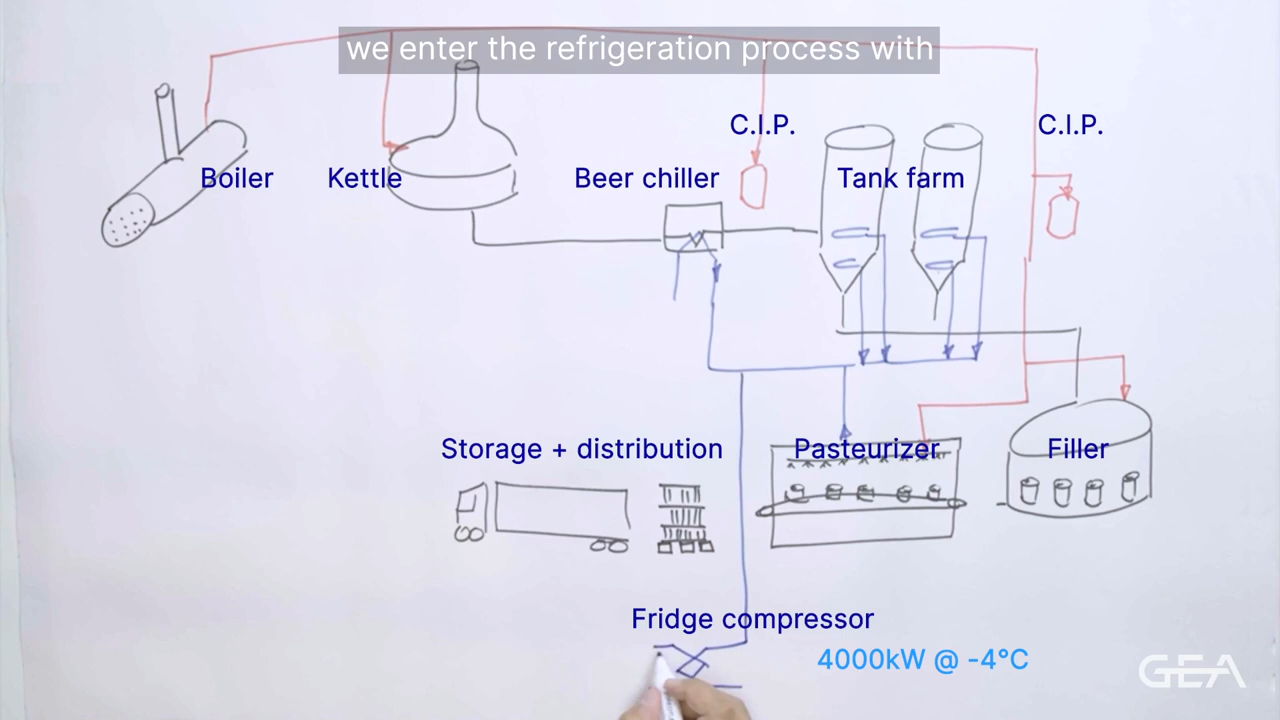 we enter the refrigeration process with
C.I.P.
C.I.P.
Boiler
Kettle
Beer chiller
Tank farm
Storage + distribution
Pasteurizer
Filler
Fridge compressor
4000kW @ -4°C
GEA